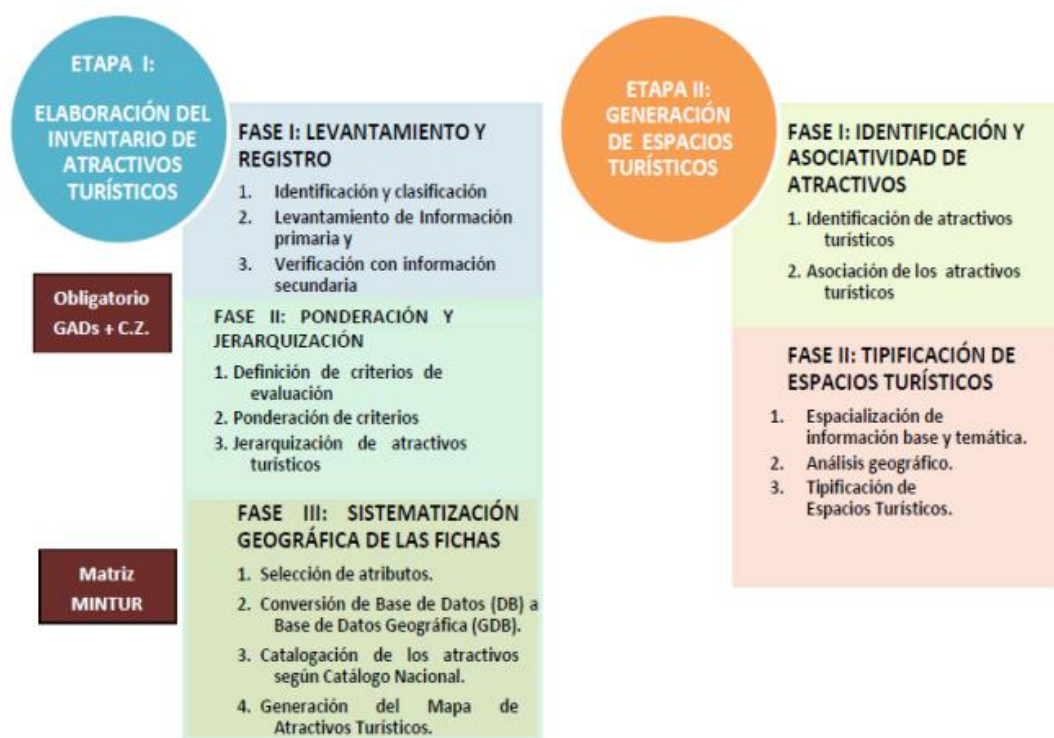 ETAPA I:
ELABORACIÓN DEL
INVENTARIO DE
ATRACTIVOS
TURÍSTICOS
FASE I: LEVANTAMIENTO Y
REGISTRO
1. Identificación y clasificación
2. Levantamiento de Información
primaria y
3. Verificación con información
secundaria
Obligatorio
GADs + C.Z.
FASE II: PONDERACIÓN Y
JERARQUIZACIÓN
1. Definición de criterios de
evaluación
2. Ponderación de criterios
3. Jerarquización de atractivos
turísticos
FASE III: SISTEMATIZACIÓN
GEOGRÁFICA DE LAS FICHAS
Matriz
MINTUR
1. Selección de atributos.
2. Conversión de Base de Datos (DB) a
Base de Datos Geográfica (GDB).
3. Catalogación de los atractivos
según Catálogo Nacional.
4. Generación del Mapa de
Atractivos Turísticos.
ETAPA II:
GENERACIÓN
DE ESPACIOS
TURÍSTICOS
FASE I: IDENTIFICACIÓN Y
ASOCIATIVIDAD DE
ATRACTIVOS
1. Identificación de atractivos
turísticos
2. Asociación de los atractivos
turísticos
FASE II: TIPIFICACIÓN DE
ESPACIOS TURÍSTICOS
1. Espacialización de
información base y temática.
2. Análisis geográfico.
3. Tipificación de
Espacios Turísticos.